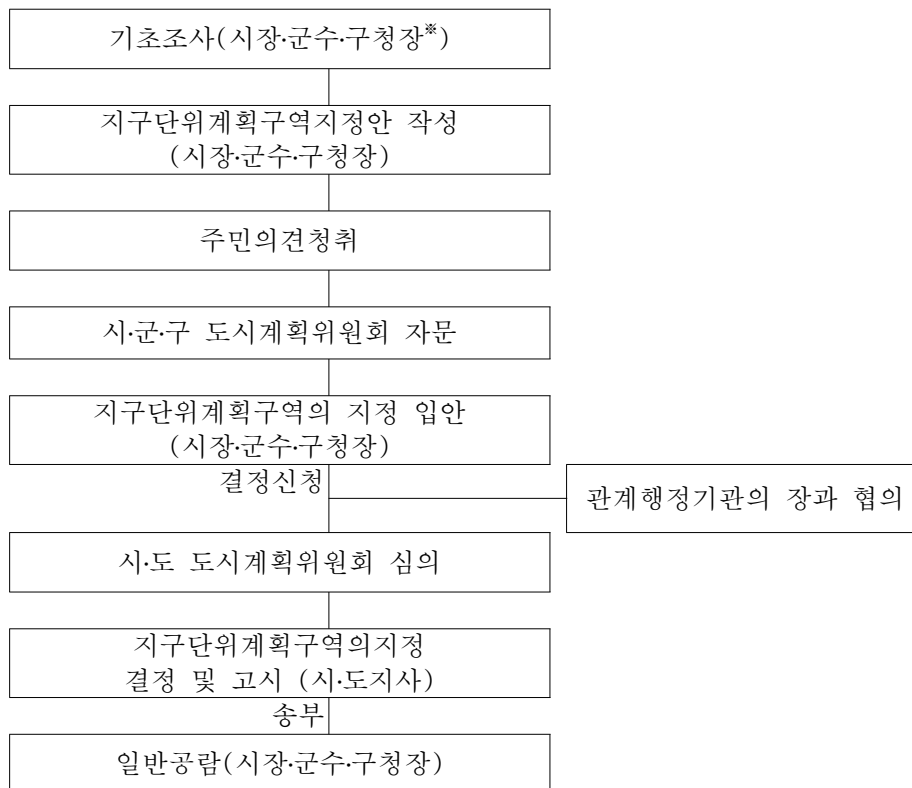 기초조사(시장·군수·구청장※)
지구단위계획구역지정안 작성
(시장·군수·구청장)
주민의견청취
시·군·구 도시계획위원회 자문
지구단위계획구역의 지정 입안
(시장·군수·구청장)
결정신청
관계행정기관의 장과 협의
시·도 도시계획위원회 심의
지구단위계획구역의지정
결정 및 고시 (시·도지사)
송부
일반공람(시장·군수·구청장)